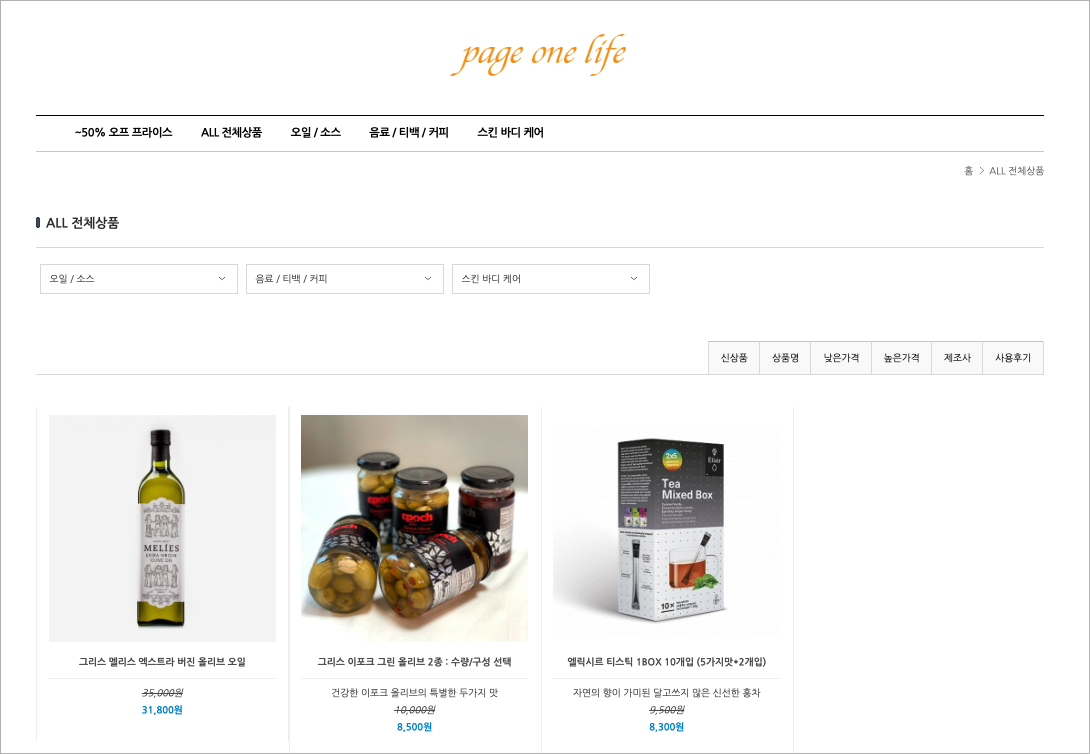 page one life
~50% 오프 프라이스 ALL 전체상품 오일 / 소스 음료 / 티백 / 커피 스킨 바디 케어
홈 > ALL 전체상품
ALL 전체상품
오일 / 소스 음료 / 티백 / 커피 스킨 바디 케어
신상품 상품명 낮은가격 높은가격 제조사 사용후기
MELIES
EXTRA VIRGIN
OLIVE OIL
epoch
epoch
epoch
epoch
2x5
Elixir
Tea
Mixed Box
10x
그리스 멜리스 엑스트라 버진 올리브 오일
35,000원
31,800원
그리스 이포크 그린 올리브 2종 : 수량/구성 선택
건강한 이포크 올리브의 특별한 두가지 맛
10,000원
8,500원
엘릭시르 티스틱 1BOX 10개입 (5가지맛*2개입)
자연의 향이 가미된 달고쓰지 않은 신선한 홍차
9,500원
8,300원